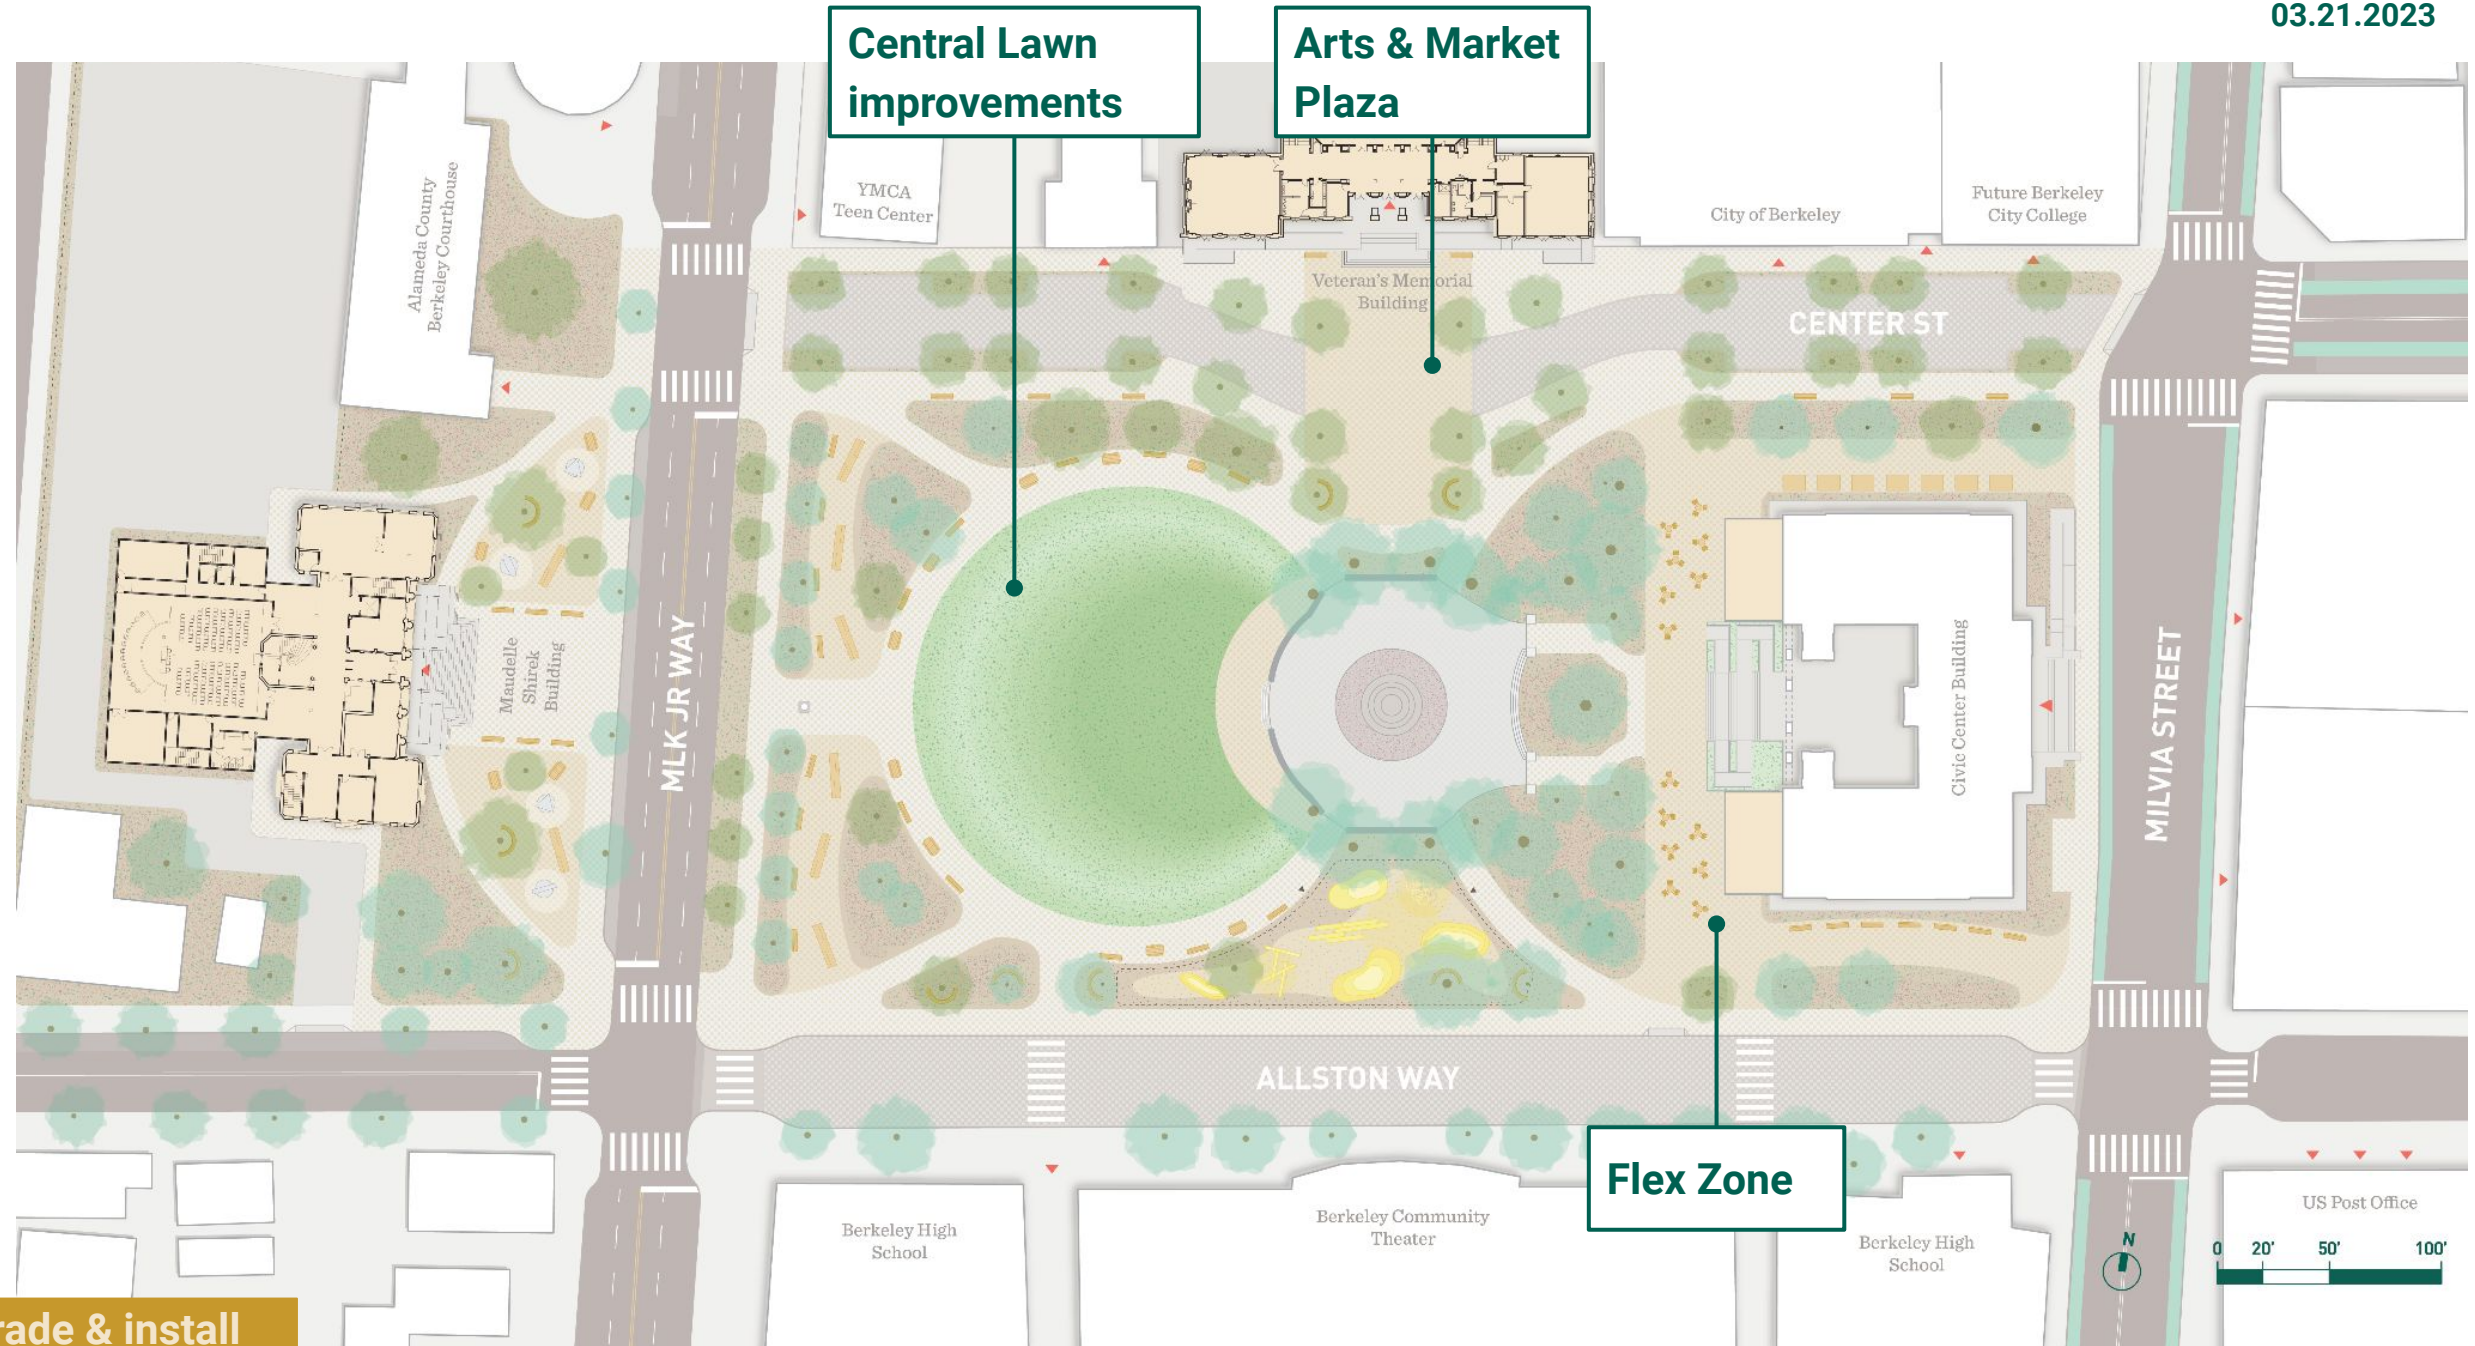 03.21.2023
Central Lawn
improvements
Arts & Market
Plaza
Alameda County
Berkeley Courthouse
YMCA
Teen Center
Veteran's Memorial
Building
City of Berkeley
Future Berkeley
City College
CENTER ST
Maudelle
Shirek
Building
MLK JR WAY
Civic Center Building
MILVIA STREET
ALLSTON WAY
Flex Zone
Berkeley High
School
Berkeley Community
Theater
Berkeley High
School
US Post Office
N
0 20' 50' 100'
rade & install